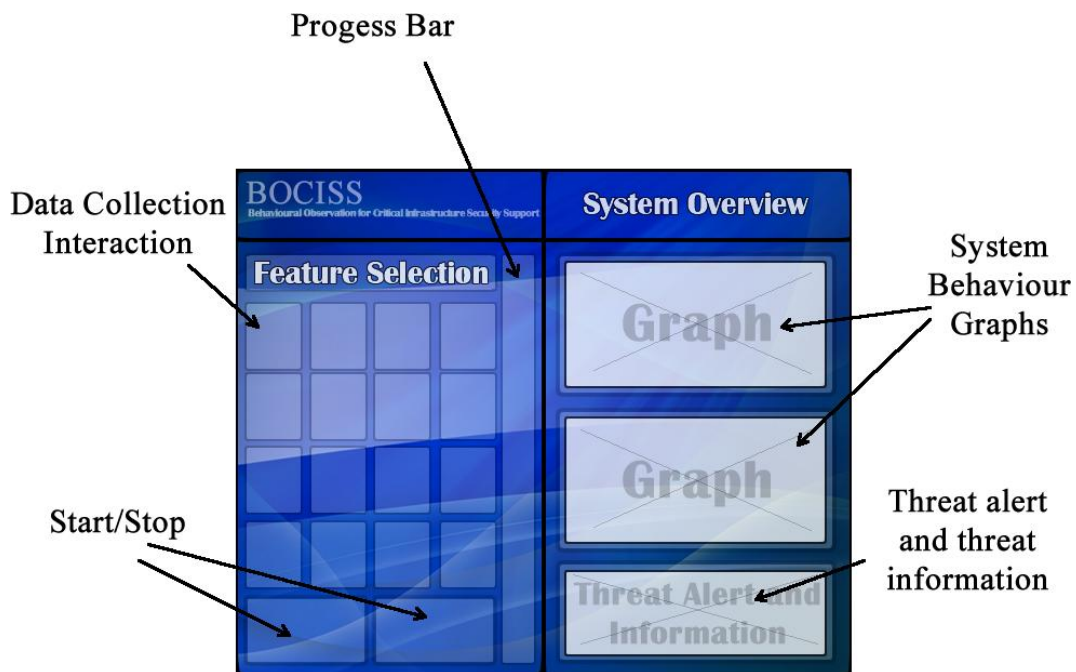 Progess Bar
Data Collection
Interaction
BOCISS
Behavioural Observation for Critical Infrastructure Security Support
System Overview
Feature Selection
Graph
System
Behaviour
Graphs
Graph
Start/Stop
Threat Alert and
Information
Threat alert
and threat
information